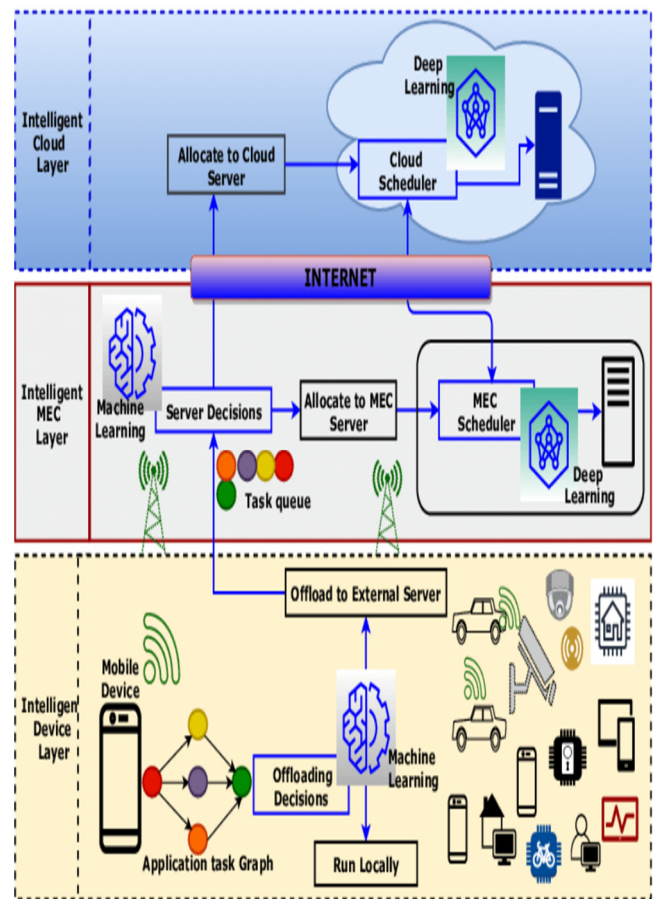 Intelligent
Cloud
Layer
Deep
Learning
Allocate to Cloud
Server
Cloud
Scheduler
INTERNET
Intelligent
MEC
Layer
Machine
Learning
Server Decisions
Allocate to MEC
Server
MEC
Scheduler
Deep
Learning
Task queue
Offload to External Server
Intelligent
Device
Layer
Mobile
Device
Offloading
Decisions
Machine
Learning
Application task Graph
Run Locally